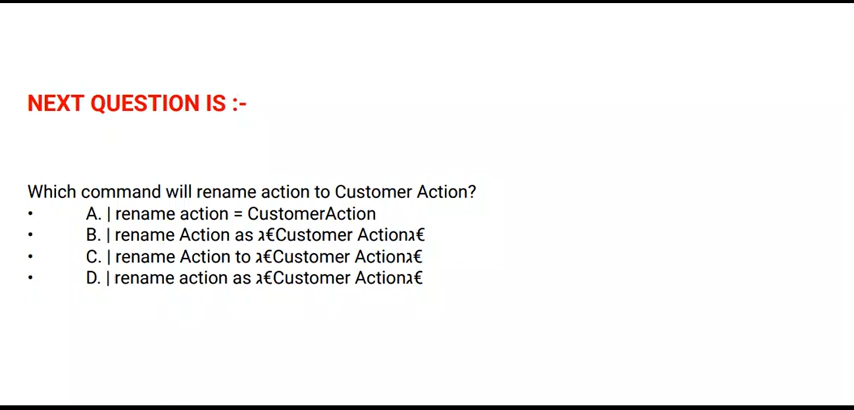 NEXT QUESTION IS :-
Which command will rename action to Customer Action?
• A. | rename action = CustomerAction
• B. | rename Action as גְ€Customer Actionגְ€
• C. | rename Action to גְ€Customer Actionגְ€
• D. | rename action as גְ€Customer Actionגְ€